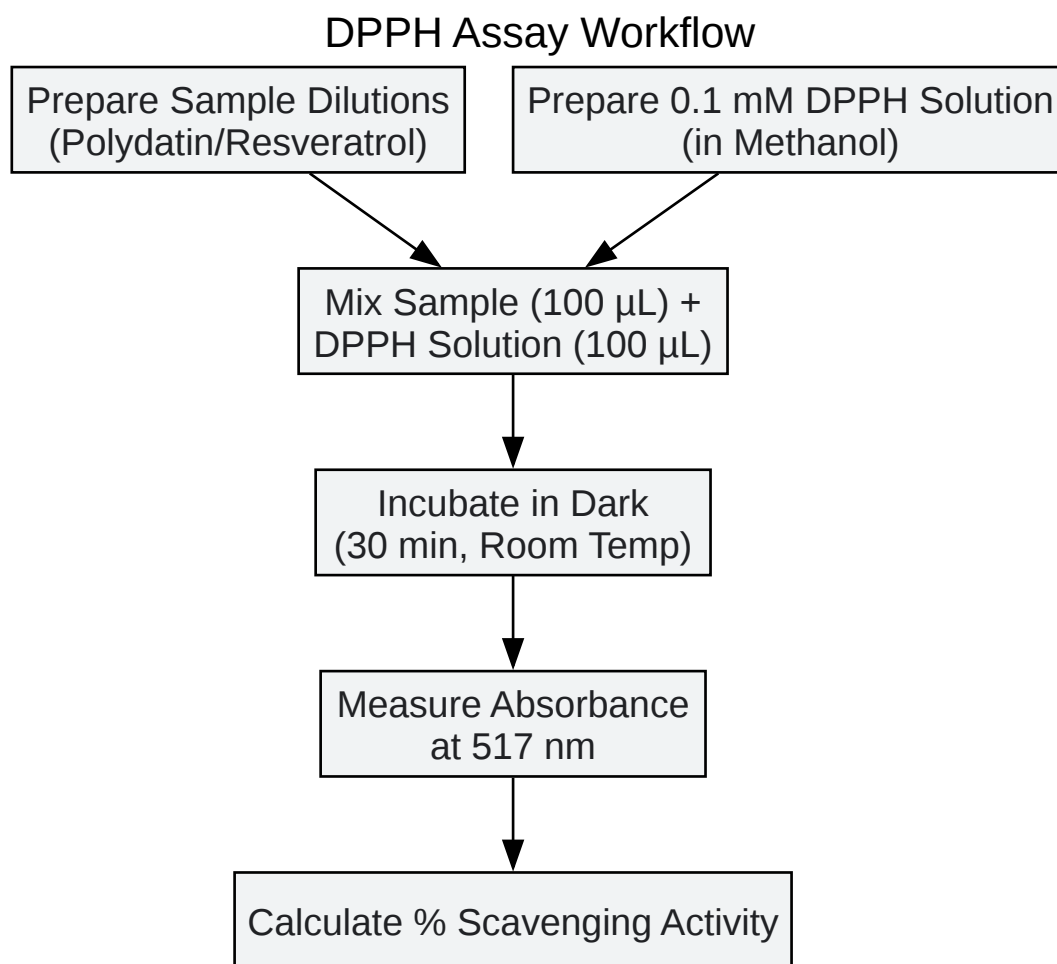 DPPH Assay Workflow
Prepare Sample Dilutions
(Polydatin/Resveratrol)
Prepare 0.1 mM DPPH Solution
(in Methanol)
Mix Sample (100 µL) +
DPPH Solution (100 µL)
Incubate in Dark
(30 min, Room Temp)
Measure Absorbance
at 517 nm
Calculate % Scavenging Activity